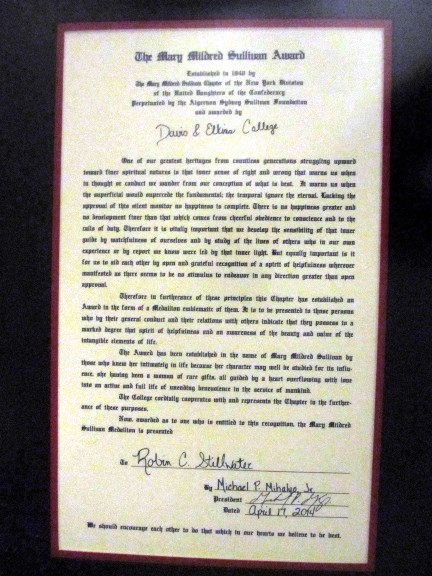 The Mary Mildred Sullivan Award
Established in 1940 by
The Mary Mildred Sullivan Chapter of the New York Division
of the United Daughters of the Confederacy
Perpetuated by the Algernon Sydney Sullivan Foundation
and awarded by
Davis & Elkins College
One of our greatest heritages from countless generations struggling upward
toward finer spiritual natures is that inner sense of right and wrong that warns us when
in thought or conduct we wander from our conception of what is best. It warns us when
the superficial would supercede the fundamental; the temporal ignore the eternal. Lacking the
approval of this silent monitor no happiness is complete. There is no happiness greater and
no development finer than that which comes from cheerful obedience to conscience and to the
calls of duty. Therefore it is vitally important that we develop the sensibility of that inner
guide by watchfulness of ourselves and by study of the lives of others who in our own
experience or by report we know were led by that inner light. But equally important is it
for us to aid each other by open and grateful recognition of a spirit of helpfulness wherever
manifested as there seems to be no stimulus to endeavor in any direction greater than open
approval.
Therefore in furtherance of these principles this Chapter has established an
Award in the form of a Medallion emblematic of them. It is to be presented to those persons
who by their general conduct and their relations with others indicate that they possess to a
marked degree that spirit of helpfulness and an awareness of the beauty and value of the
intangible elements of life.
The Award has been established in the name of Mary Mildred Sullivan by
those who knew her intimately in life because her character may well be studied for its influ-
ence, she having been a woman of rare gifts, all guided by a heart overflowing with love
into an active and full life of unending benevolence in the service of mankind.
The College cordially cooperates with and represents the Chapter in the further-
ance of these purposes.
Now, awarded as to one who is entitled to this recognition, the Mary Mildred
Sullivan Medallion is presented
To Robin C. Stillwater
By Michael P. Mihalyo, Jr.
President
Dated April 17, 2014
We should encourage each other to do that which in our hearts we believe to be best.